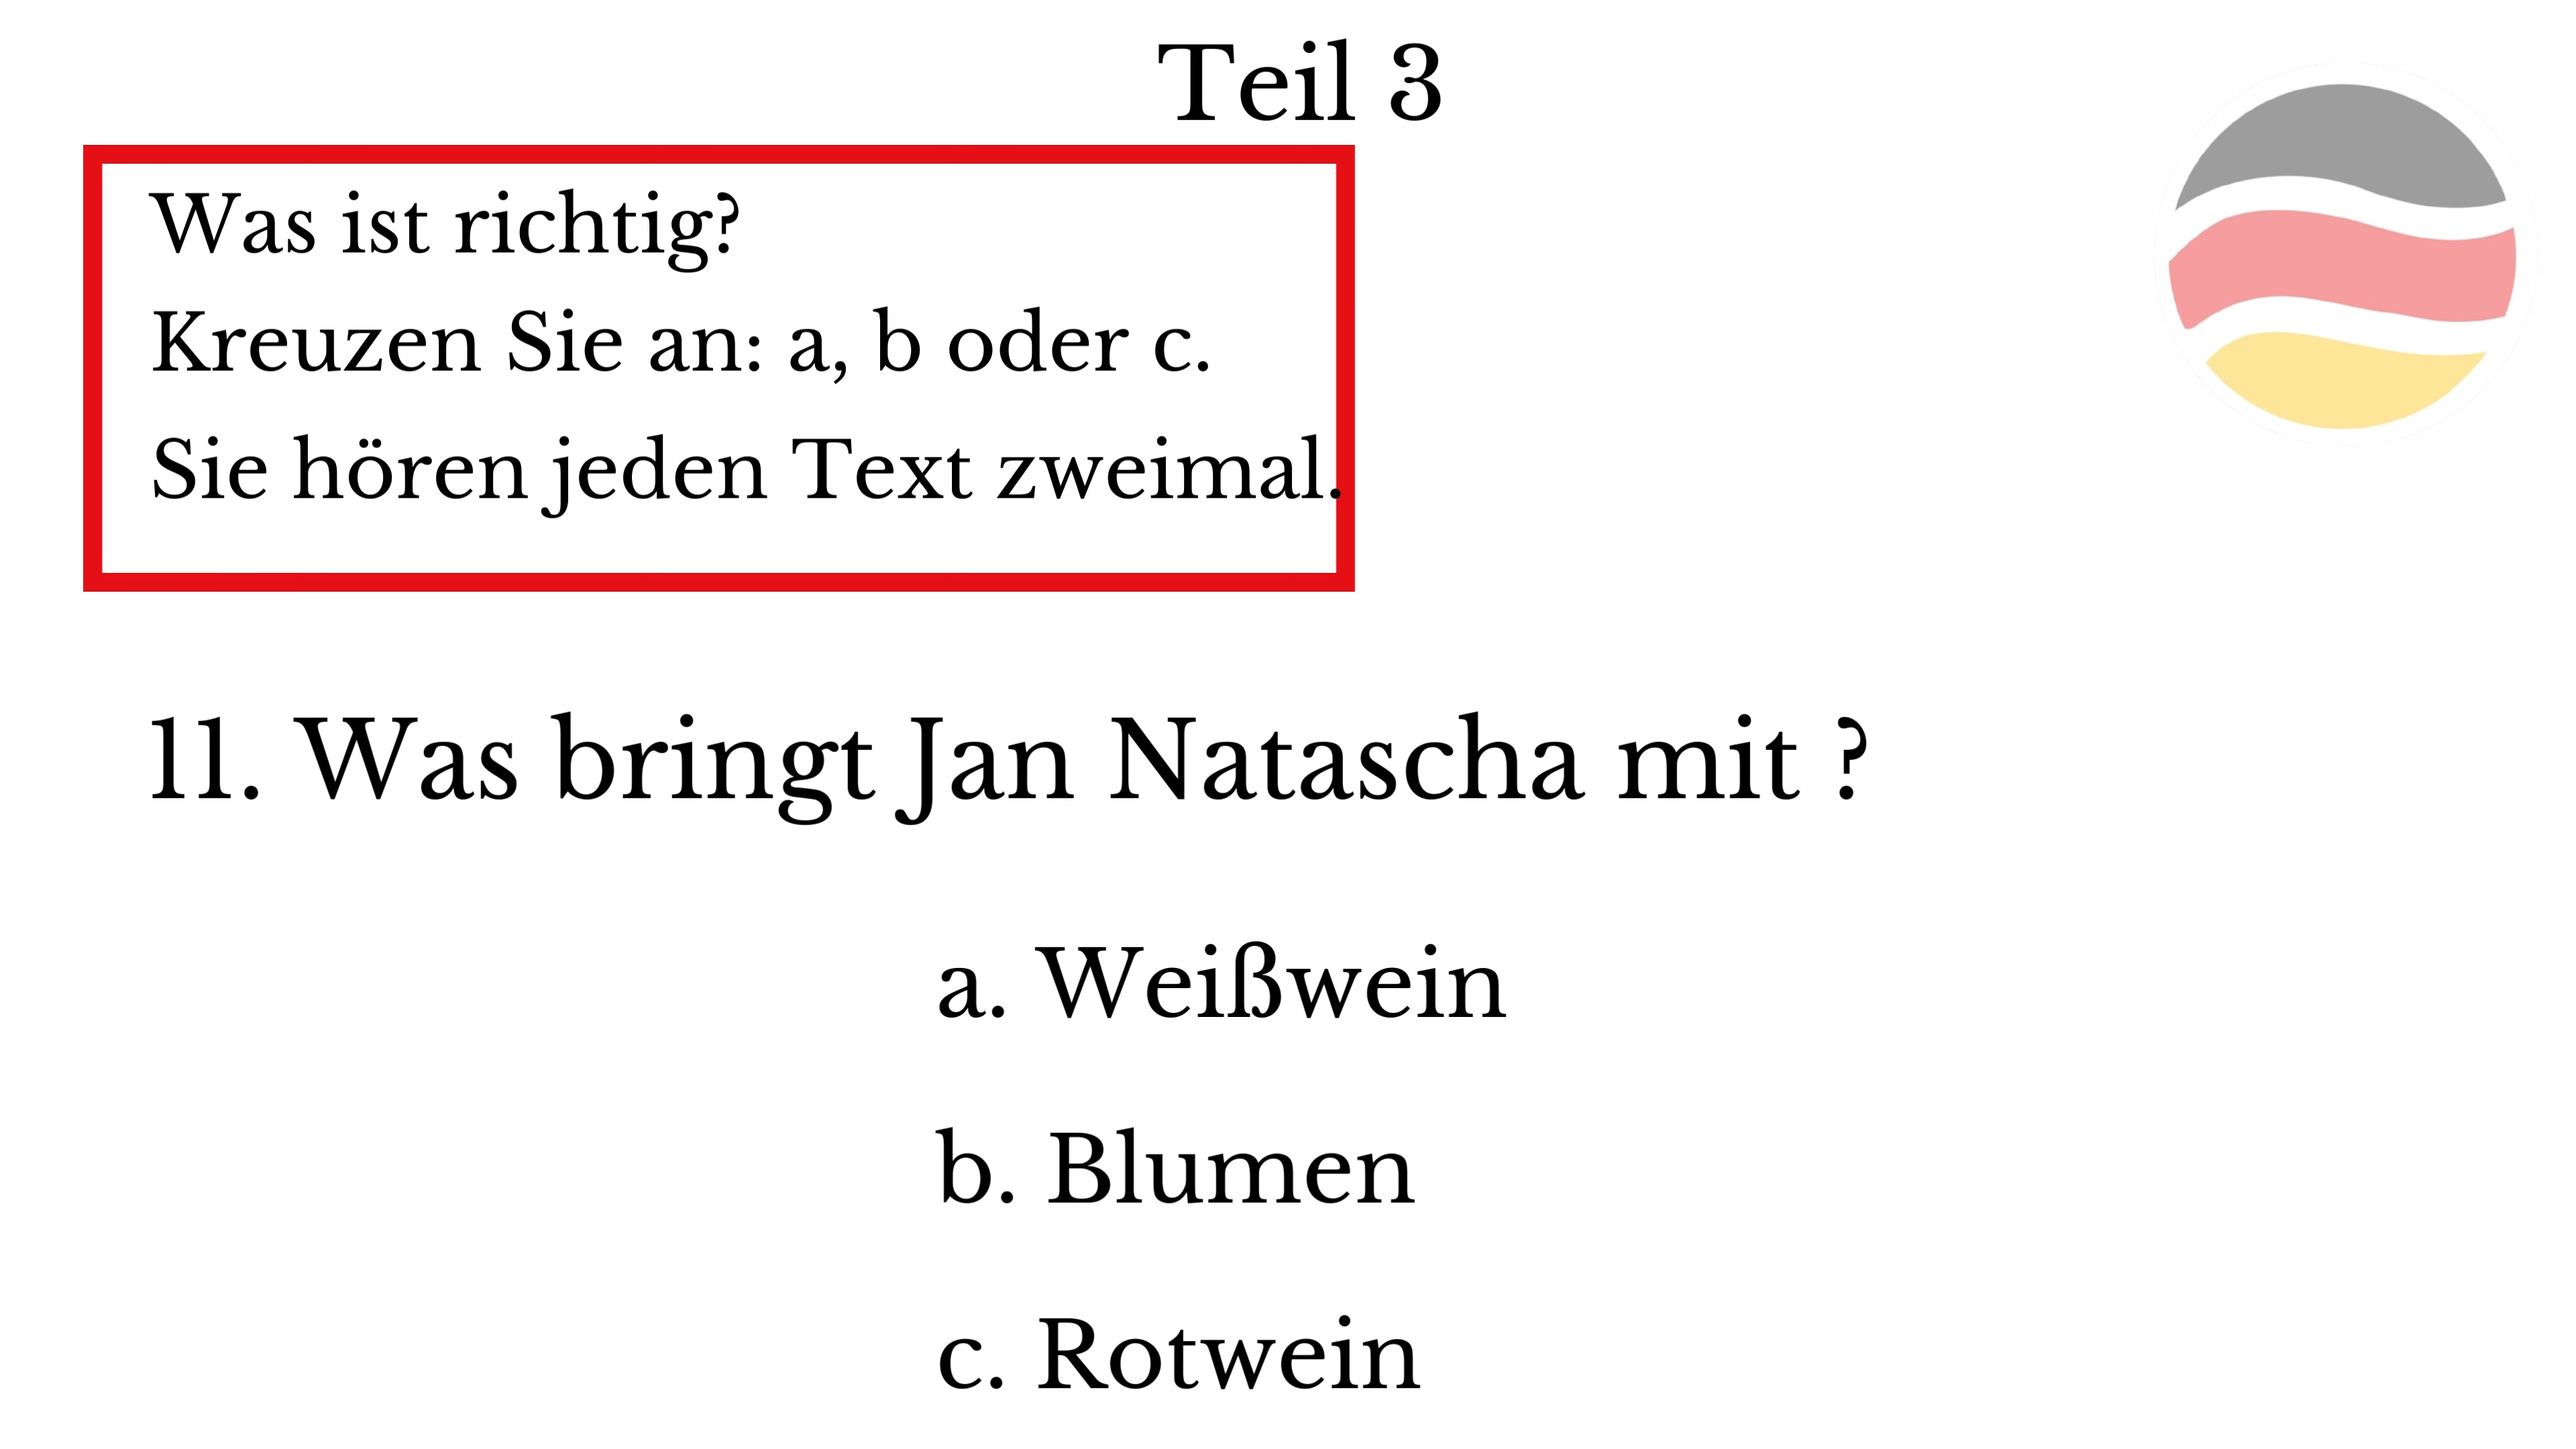 Teil 3
Was ist richtig?
Kreuzen Sie an: a, b oder c.
Sie hören jeden Text zweimal.
11. Was bringt Jan Natascha mit ?
a. Weißwein
b. Blumen
c. Rotwein